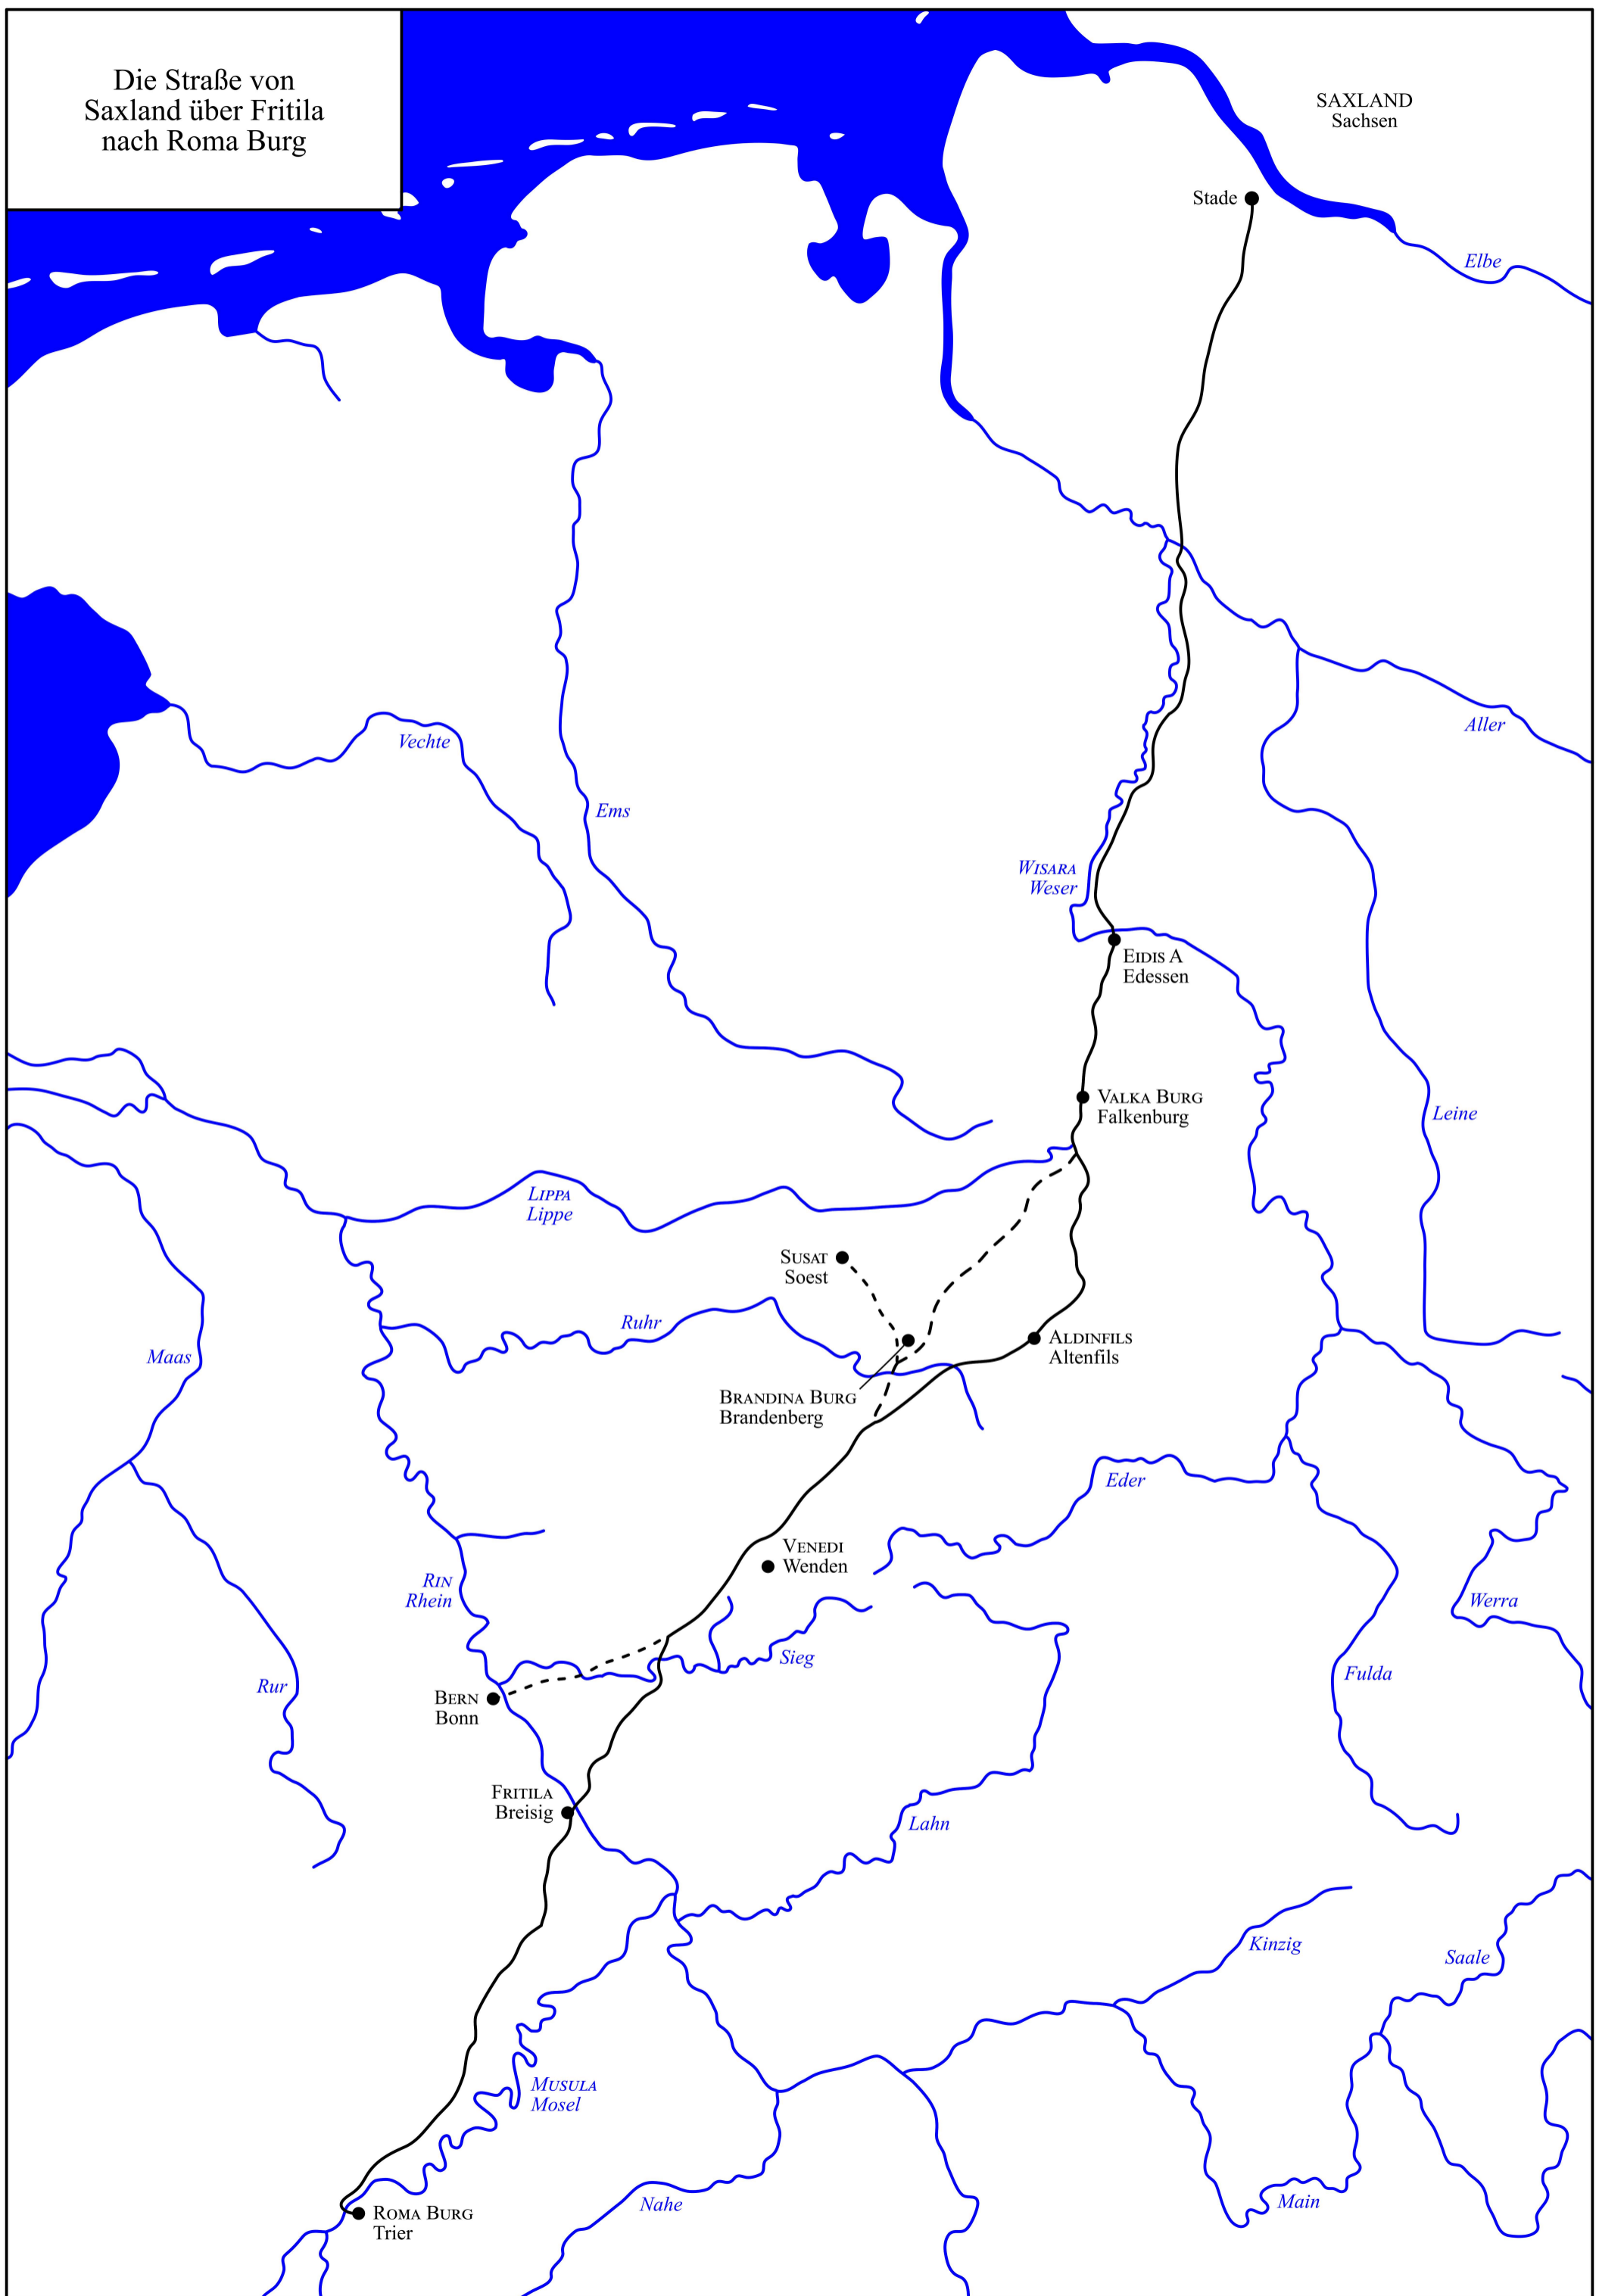 Die Straße von
Saxland über Fritila
nach Roma Burg
SAXLAND
Sachsen
Stade
Elbe
Vechte
Aller
Ems
WISARA
Weser
EIDIS A
Edessen
VALKA BURG
Falkenburg
Leine
LIPPA
Lippe
SUSAT
Soest
Ruhr
ALDINFILS
Altenfils
Maas
BRANDINA BURG
Brandenberg
Eder
VENEDI
Wenden
RIN
Rhein
Werra
Sieg
Fulda
Rur
BERN
Bonn
FRITILA
Breisig
Lahn
Kinzig
Saale
MUSULA
Mosel
Nahe
Main
ROMA BURG
Trier